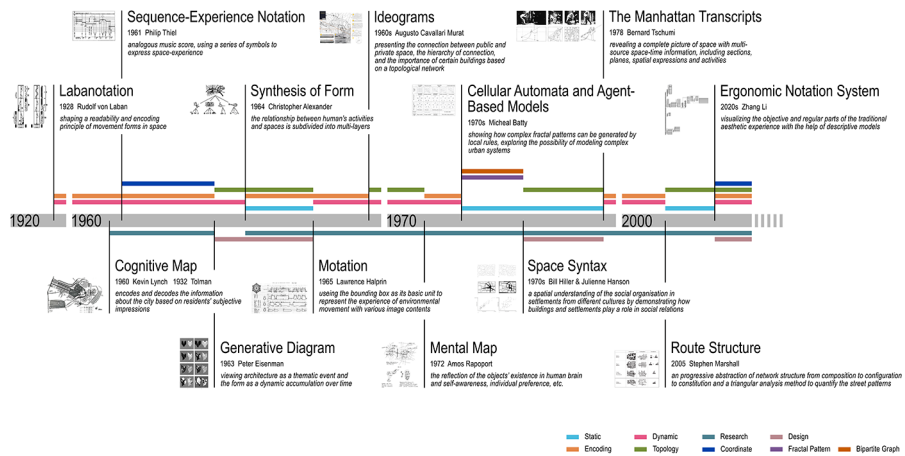 Sequence-Experience Notation
1961 Philip Thiel
analogous music score, using a series of symbols to
express space-experience
Ideograms
1960s Augusto Cavallari Murat
presenting the connection between public and
private space, the hierarchy of connection,
and the importance of certain buildings based
on a topological network
The Manhattan Transcripts
1978 Bernard Tschumi
revealing a complete picture of space with multi-
source space-time information, including sections,
planes, spatial expressions and activities
Labanotation
1928 Rudolf von Laban
shaping a readability and encoding
principle of movement forms in space
Synthesis of Form
1964 Christopher Alexander
the relationship between human's activities
and spaces is subdivided into multi-layers
Cellular Automata and Agent-
Based Models
1970s Micheal Batty
showing how complex fractal patterns can be generated by
local rules, exploring the possibility of modeling complex
urban systems
Ergonomic Notation System
2020s Zhang Li
visualizing the objective and regular parts of the traditional
aesthetic experience with the help of descriptive models
1920
1960
1970
2000
Cognitive Map
1960 Kevin Lynch 1932 Tolman
encodes and decodes the information
about the city based on residents' subjective
impressions
Motation
1965 Lawrence Halprin
useing the bounding box as its basic unit to
represent the experience of environmental
movement with various image contents
Space Syntax
1970s Bill Hiller & Julienne Hanson
a spatial understanding of the social organisation in
settlements from different cultures by demonstrating how
buildings and settlements play a role in social relations
Generative Diagram
1963 Peter Eisenman
viewing architecture as a thematic event and
the form as a dynamic accumulation over time
Mental Map
1972 Amos Rapoport
the reflection of the objects' existence in human brain
and self-awareness, individual preference, etc.
Route Structure
2005 Stephen Marshall
an progressive abstraction of network structure from composition to configuration
to constitution and a triangular analysis method to quantify the street patterns
Static
Dynamic
Research
Design
Encoding
Topology
Coordinate
Fractal Pattern
Bipartite Graph